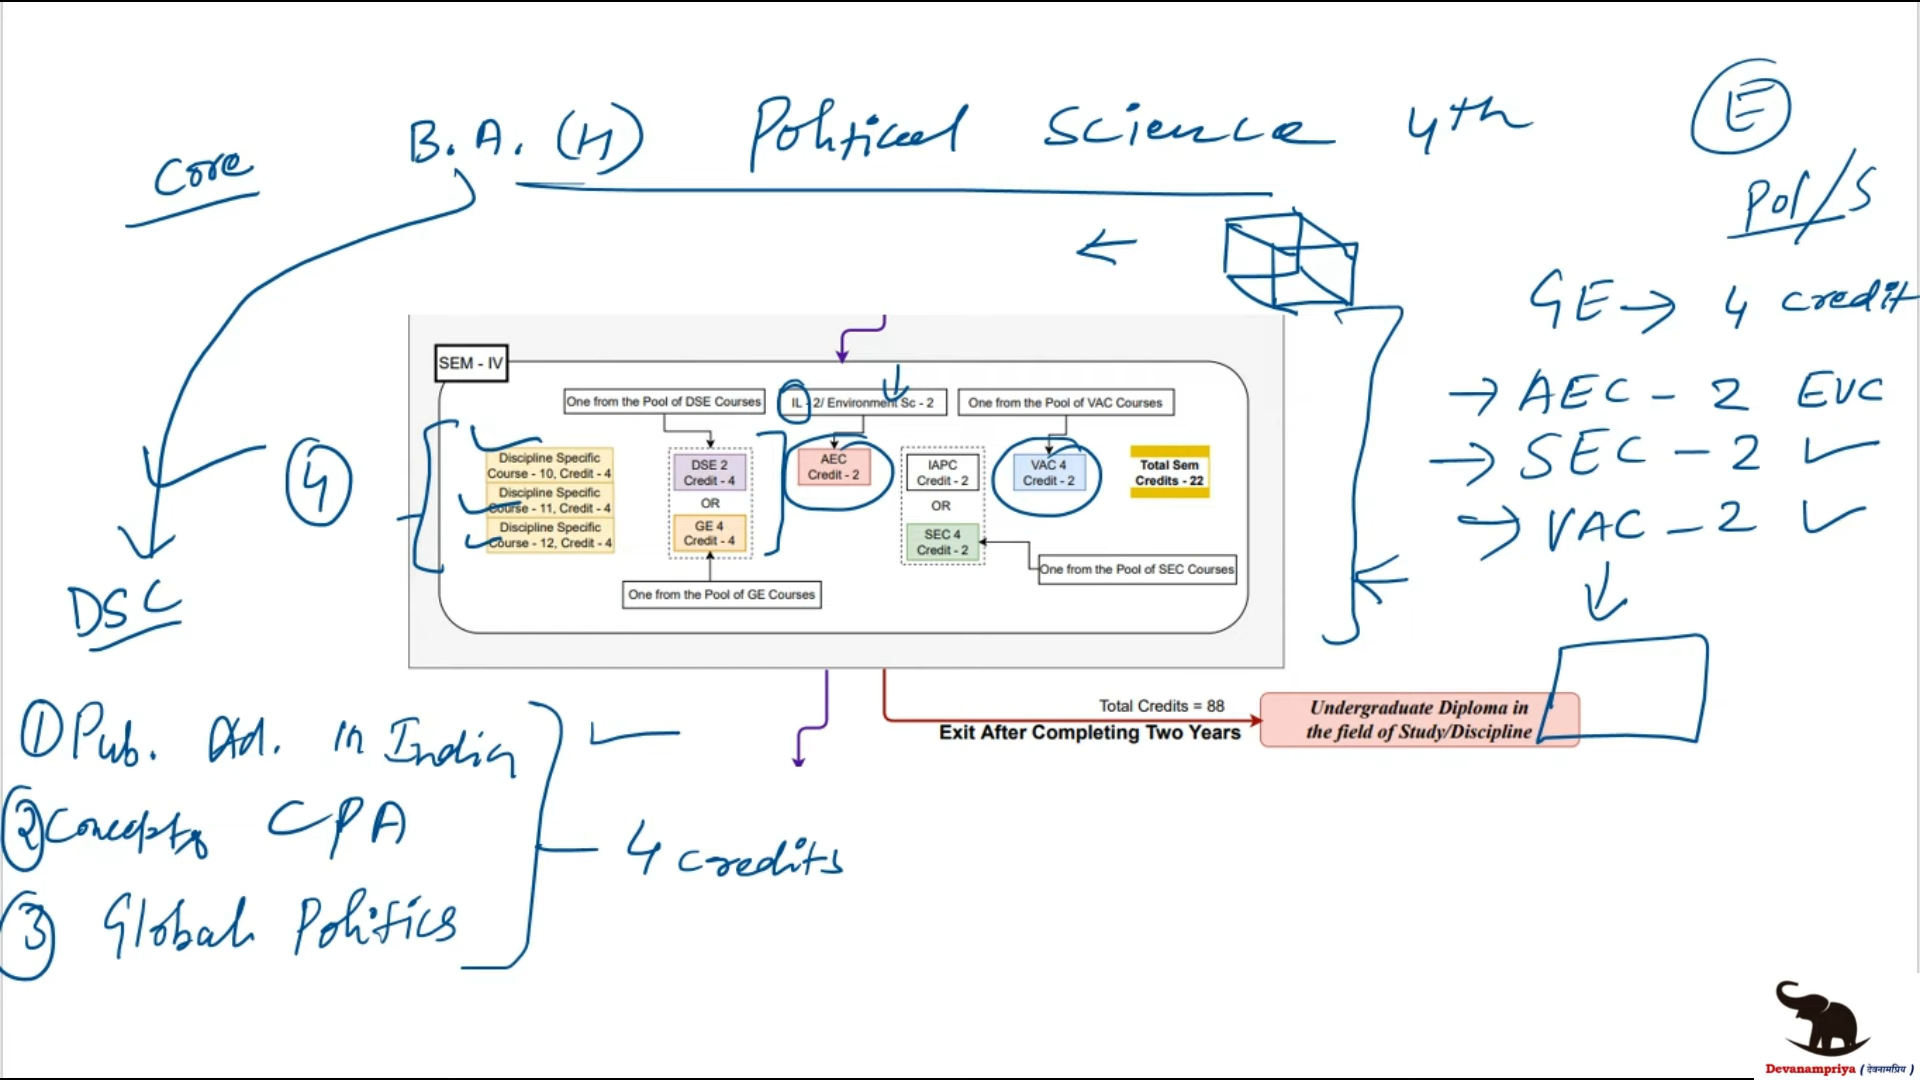 B.A. (H) Political Science 4th
E
Core
Pol/S
GE → 4 credit
→ AEC - 2 EVC
→ SEC - 2 ✓
→ VAC - 2 ✓
SEM - IV
One from the Pool of DSE Courses
IL - 2/ Environment Sc - 2
One from the Pool of VAC Courses
4
Discipline Specific
Course - 10, Credit - 4
Discipline Specific
Course - 11, Credit - 4
Discipline Specific
Course - 12, Credit - 4
DSE 2
Credit - 4
OR
GE 4
Credit - 4
AEC
Credit - 2
IAPC
Credit - 2
OR
SEC 4
Credit - 2
VAC 4
Credit - 2
Total Sem
Credits - 22
One from the Pool of SEC Courses
One from the Pool of GE Courses
DSC
Total Credits = 88
Exit After Completing Two Years
Undergraduate Diploma in
the field of Study/Discipline
① Pub. Ad. in India
② Concepts CPA
③ Global Politics
4 credits
Devanampriya ( देवनामप्रिय )